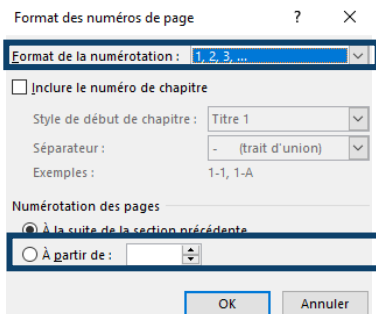 Format des numéros de page ? ×
Format de la numérotation : 1, 2, 3, ...
Inclure le numéro de chapitre
Style de début de chapitre : Titre 1
Séparateur : - (trait d'union)
Exemples : 1-1, 1-A
Numérotation des pages
À la suite de la section précédente
À partir de :
OK Annuler